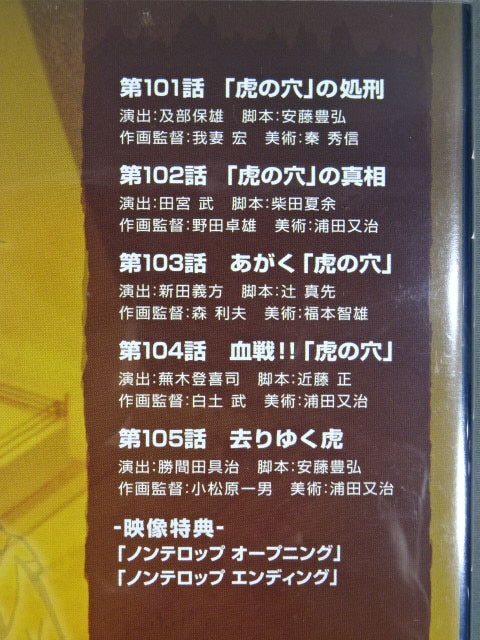 第101話 「虎の穴」の処刑
演出:及部保雄 脚本:安藤豊弘
作画監督:我妻 宏 美術:秦 秀信
第102話 「虎の穴」の真相
演出:田宮 武 脚本:柴田夏余
作画監督:野田卓雄 美術:浦田又治
第103話 あがく「虎の穴」
演出:新田義方 脚本:辻 真先
作画監督:森 利夫 美術:福本智雄
第104話 血戦!!「虎の穴」
演出:蕪木登喜司 脚本:近藤 正
作画監督:白土 武 美術:浦田又治
第105話 去りゆく虎
演出:勝間田具治 脚本:安藤豊弘
作画監督:小松原一男 美術:浦田又治
-映像特典-
「ノンテロップ オープニング」
「ノンテロップ エンディング」